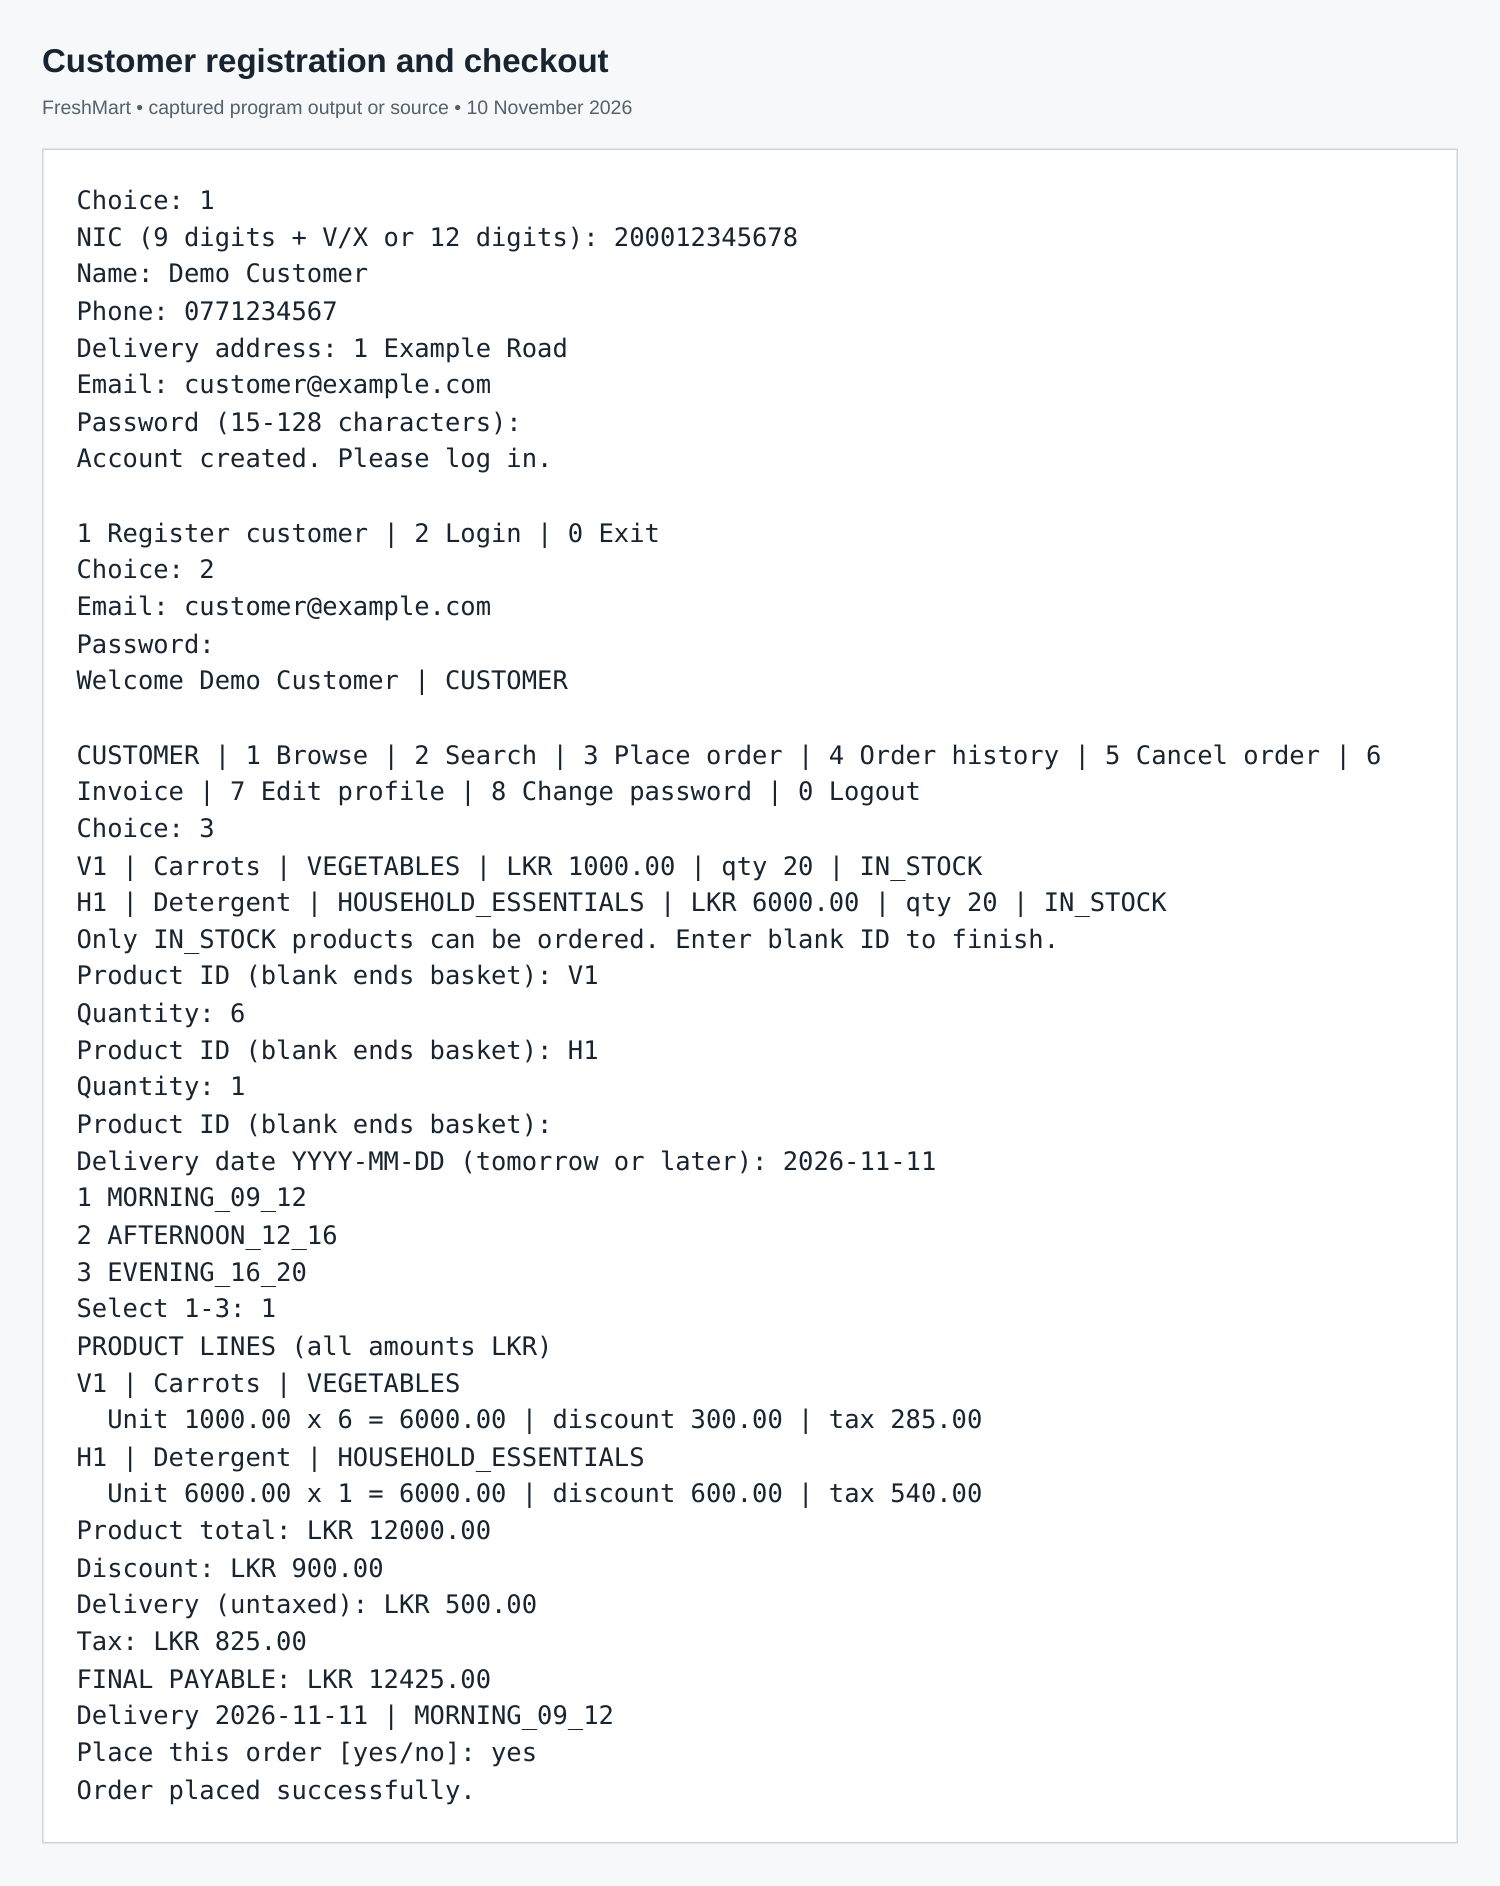 Customer registration and checkout
FreshMart • captured program output or source • 10 November 2026
Choice: 1
NIC (9 digits + V/X or 12 digits): 200012345678
Name: Demo Customer
Phone: 0771234567
Delivery address: 1 Example Road
Email: customer@example.com
Password (15-128 characters):
Account created. Please log in.
1 Register customer | 2 Login | 0 Exit
Choice: 2
Email: customer@example.com
Password:
Welcome Demo Customer | CUSTOMER
CUSTOMER | 1 Browse | 2 Search | 3 Place order | 4 Order history | 5 Cancel order | 6
Invoice | 7 Edit profile | 8 Change password | 0 Logout
Choice: 3
V1 | Carrots | VEGETABLES | LKR 1000.00 | qty 20 | IN_STOCK
H1 | Detergent | HOUSEHOLD_ESSENTIALS | LKR 6000.00 | qty 20 | IN_STOCK
Only IN_STOCK products can be ordered. Enter blank ID to finish.
Product ID (blank ends basket): V1
Quantity: 6
Product ID (blank ends basket): H1
Quantity: 1
Product ID (blank ends basket):
Delivery date YYYY-MM-DD (tomorrow or later): 2026-11-11
1 MORNING_09_12
2 AFTERNOON_12_16
3 EVENING_16_20
Select 1-3: 1
PRODUCT LINES (all amounts LKR)
V1 | Carrots | VEGETABLES
  Unit 1000.00 x 6 = 6000.00 | discount 300.00 | tax 285.00
H1 | Detergent | HOUSEHOLD_ESSENTIALS
  Unit 6000.00 x 1 = 6000.00 | discount 600.00 | tax 540.00
Product total: LKR 12000.00
Discount: LKR 900.00
Delivery (untaxed): LKR 500.00
Tax: LKR 825.00
FINAL PAYABLE: LKR 12425.00
Delivery 2026-11-11 | MORNING_09_12
Place this order [yes/no]: yes
Order placed successfully.